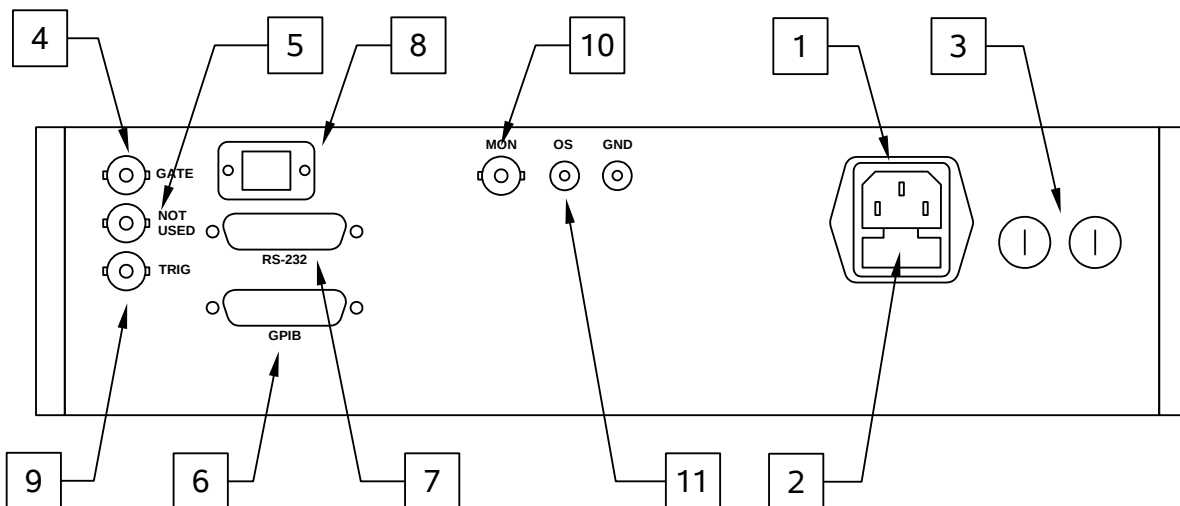 4
5
8
10
1
3
MON
OS
GND
GATE
NOT
USED
RS-232
TRIG
GPIB
9
6
7
11
2